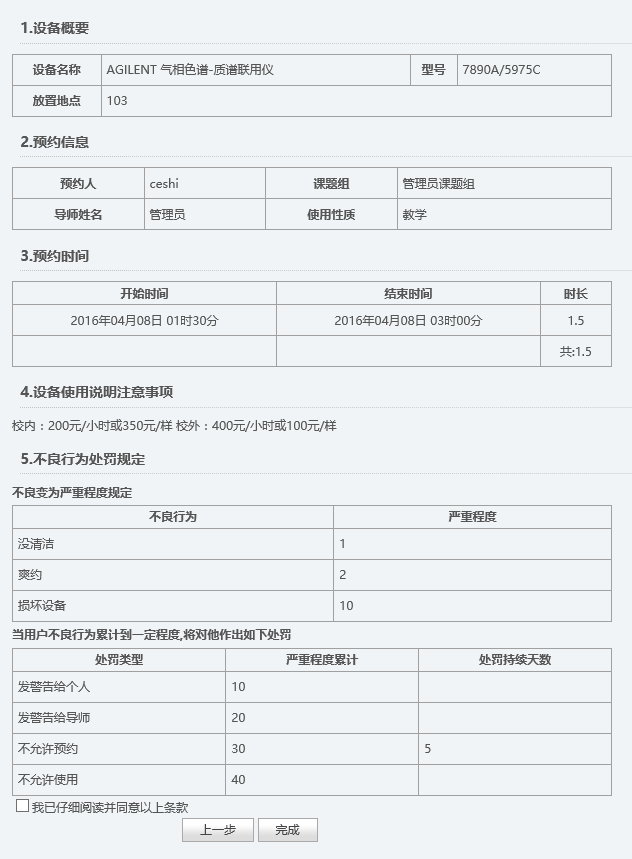 1.设备概要
设备名称 AGILENT 气相色谱-质谱联用仪 型号 7890A/5975C
放置地点 103
2.预约信息
预约人 ceshi 课题组 管理员课题组
导师姓名 管理员 使用性质 教学
3.预约时间
开始时间 结束时间 时长
2016年04月08日 01时30分 2016年04月08日 03时00分 1.5
共:1.5
4.设备使用说明注意事项
校内：200元/小时或350元/样 校外：400元/小时或100元/样
5.不良行为处罚规定
不良变为严重程度规定
不良行为 严重程度
没清洁 1
爽约 2
损坏设备 10
当用户不良行为累计到一定程度,将对他作出如下处罚
处罚类型 严重程度累计 处罚持续天数
发警告给个人 10
发警告给导师 20
不允许预约 30 5
不允许使用 40
我已仔细阅读并同意以上条款
上一步 完成